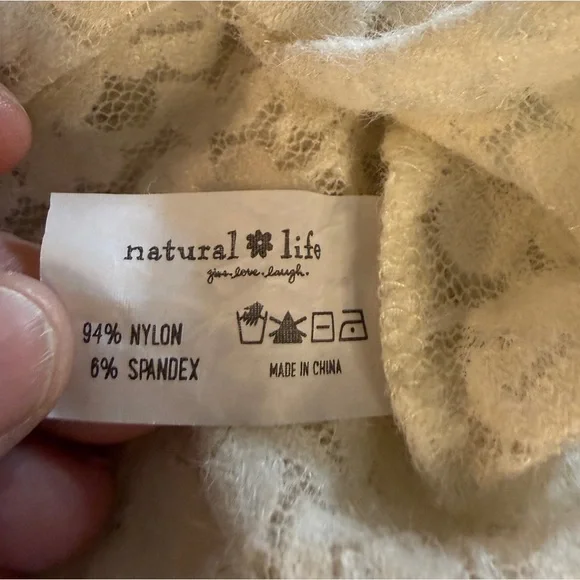 natural life
give.love.laugh.
94% NYLON
6% SPANDEX
MADE IN CHINA